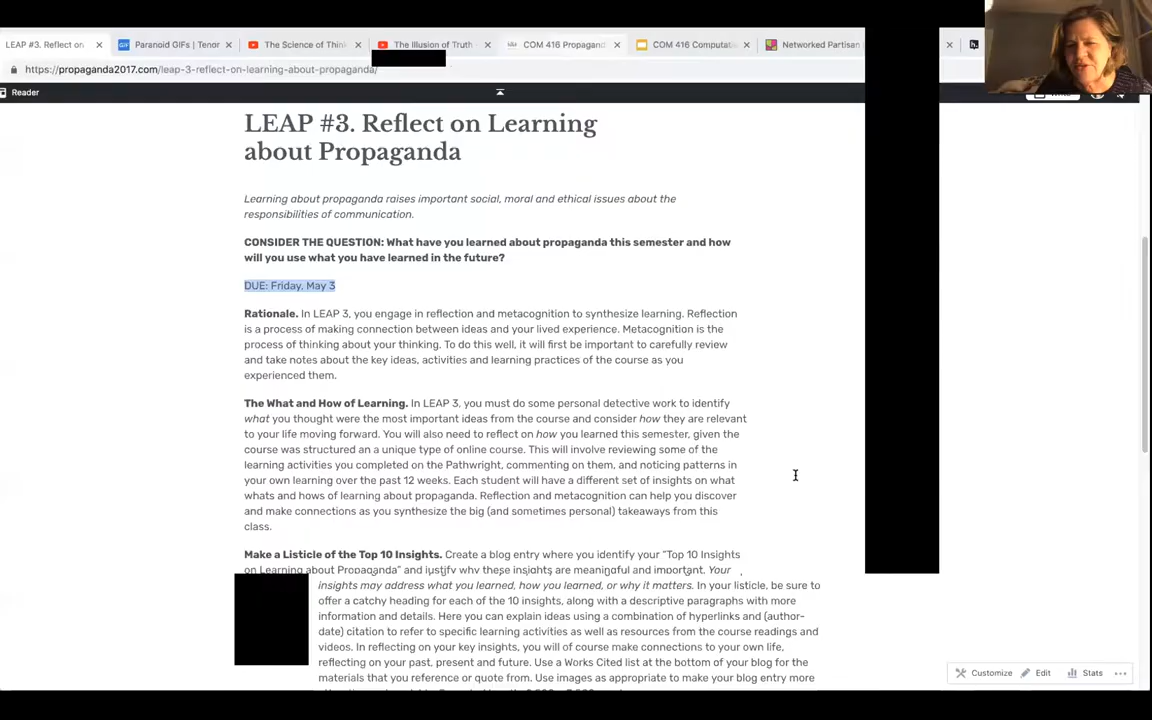 LEAP #3. Reflect on
Paranoid GIFs | Tenor
The Science of Thin
The Illusion of Truth
COM 416 Propaganc
COM 416 Computat
Networked Partisan
https://propaganda2017.com/leap-3-reflect-on-learning-about-propaganda/
Reader
LEAP #3. Reflect on Learning
about Propaganda
Learning about propaganda raises important social, moral and ethical issues about the
responsibilities of communication.
CONSIDER THE QUESTION: What have you learned about propaganda this semester and how
will you use what you have learned in the future?
DUE: Friday, May 3
Rationale. In LEAP 3, you engage in reflection and metacognition to synthesize learning. Reflection
is a process of making connection between ideas and your lived experience. Metacognition is the
process of thinking about your thinking. To do this well, it will first be important to carefully review
and take notes about the key ideas, activities and learning practices of the course as you
experienced them.
The What and How of Learning. In LEAP 3, you must do some personal detective work to identify
what you thought were the most important ideas from the course and consider how they are relevant
to your life moving forward. You will also need to reflect on how you learned this semester, given the
course was structured an a unique type of online course. This will involve reviewing some of the
learning activities you completed on the Pathwright, commenting on them, and noticing patterns in
your own learning over the past 12 weeks. Each student will have a different set of insights on what
whats and hows of learning about propaganda. Reflection and metacognition can help you discover
and make connections as you synthesize the big (and sometimes personal) takeaways from this
class.
Make a Listicle of the Top 10 Insights. Create a blog entry where you identify your "Top 10 Insights
on Learning about Propaganda" and justify why these insights are meaningful and important. Your
insights may address what you learned, how you learned, or why it matters. In your listicle, be sure to
offer a catchy heading for each of the 10 insights, along with a descriptive paragraphs with more
information and details. Here you can explain ideas using a combination of hyperlinks and (author-
date) citation to refer to specific learning activities as well as resources from the course readings and
videos. In reflecting on your key insights, you will of course make connections to your own life,
reflecting on your past, present and future. Use a Works Cited list at the bottom of your blog for the
materials that you reference or quote from. Use images as appropriate to make your blog entry more
Customize
Edit
Stats